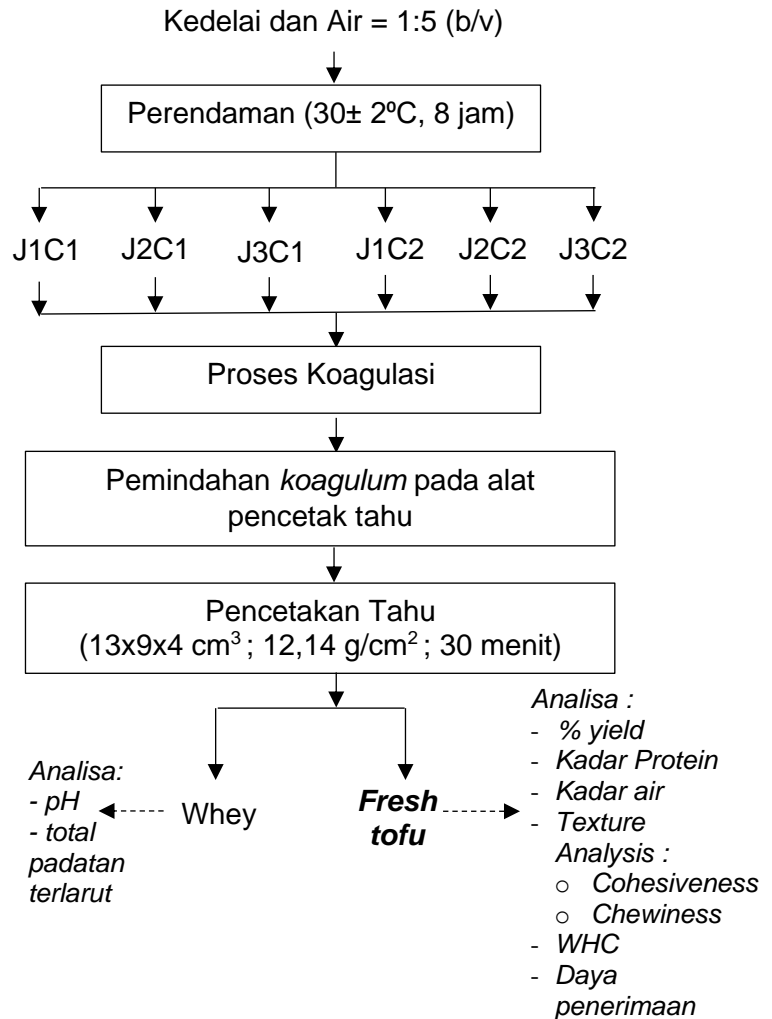 Kedelai dan Air = 1:5 (b/v)
Perendaman (30± 2ºC, 8 jam)
J1C1 J2C1 J3C1 J1C2 J2C2 J3C2
Proses Koagulasi
Pemindahan koagulum pada alat
pencetak tahu
Pencetakan Tahu
(13x9x4 cm³ ; 12,14 g/cm² ; 30 menit)
Analisa:
- pH
- total
padatan
terlarut
Whey
Fresh
tofu
Analisa :
- % yield
- Kadar Protein
- Kadar air
- Texture
Analysis :
o Cohesiveness
o Chewiness
- WHC
- Daya
penerimaan